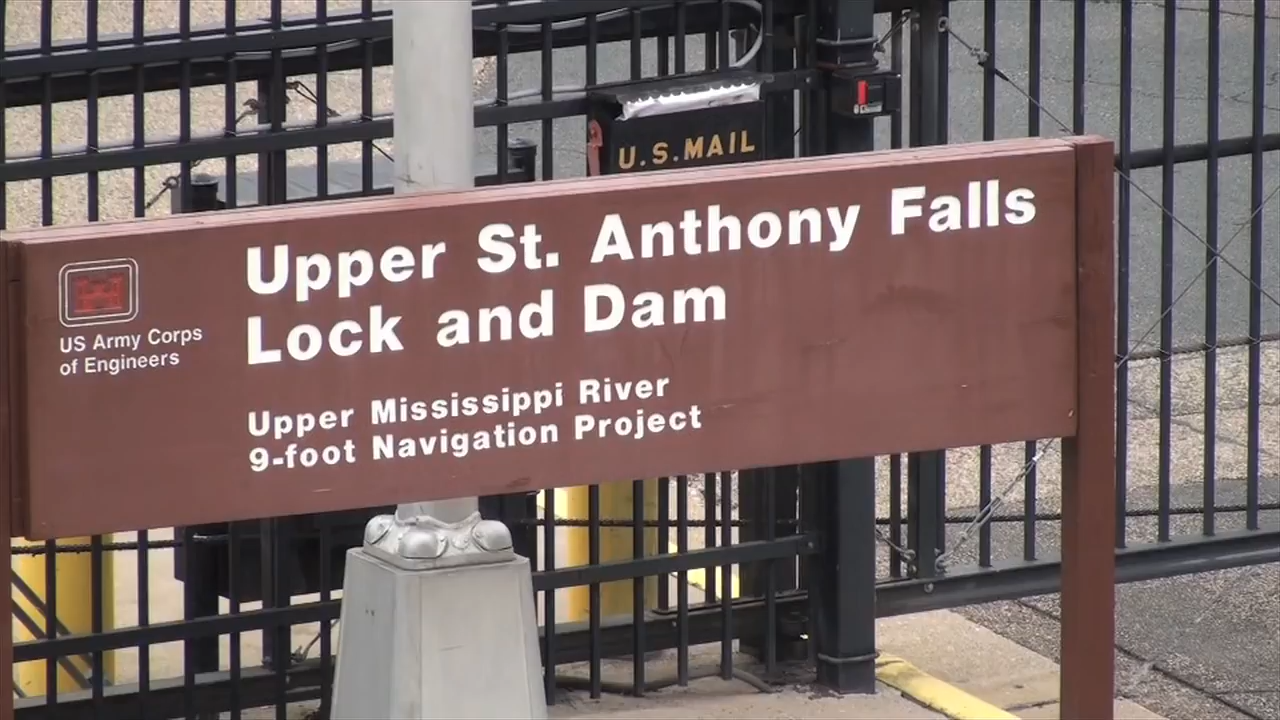 U.S.MAIL
Upper St. Anthony Falls
Lock and Dam
US Army Corps
of Engineers
Upper Mississippi River
9-foot Navigation Project